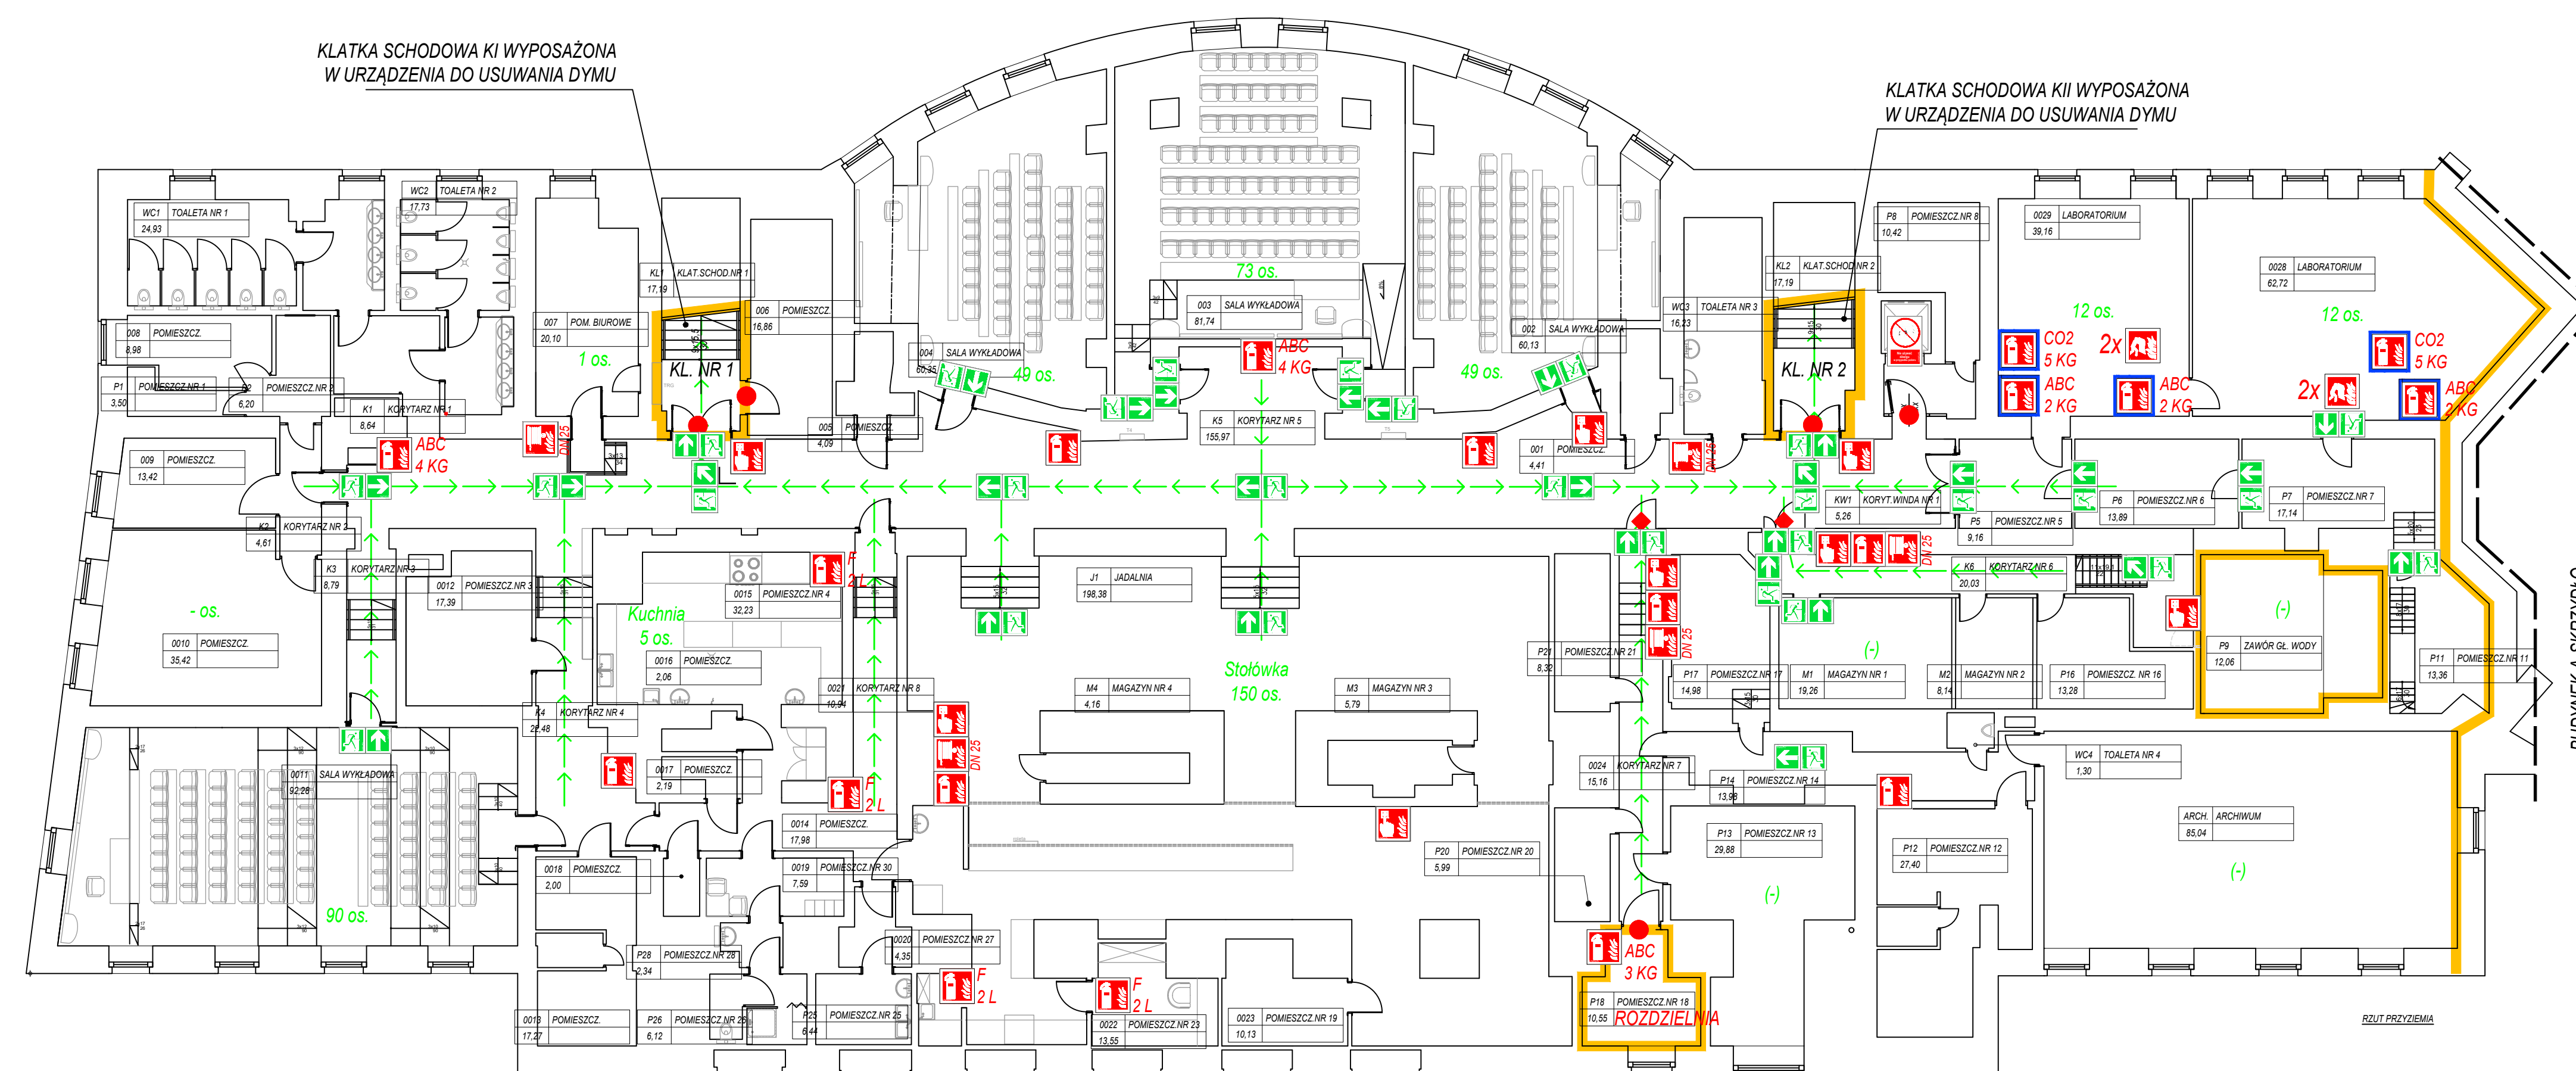 KLATKA SCHODOWA KI WYPOSAŻONA
W URZĄDZENIA DO USUWANIA DYMU
KLATKA SCHODOWA KII WYPOSAŻONA
W URZĄDZENIA DO USUWANIA DYMU
WC1 TOALETA NR 1
24,93
WC2 TOALETA NR 2
17,73
008 POMIESZCZ.
8,98
P1 POMIESZCZ.NR 1
3,50
P2 POMIESZCZ.NR 2
6,20
K1 KORYTARZ NR 1
8,64
009 POMIESZCZ.
13,42
ABC
4 KG
007 POM. BIUROWE
20,10
1 os.
DN 25
KL1 KLAT.SCHOD.NR 1
17,19
KL. NR 1
006 POMIESZCZ.
16,86
005 POMIESZCZ.
4,09
004 SALA WYKŁADOWA
60,35
49 os.
73 os.
003 SALA WYKŁADOWA
81,74
ABC
4 KG
K5 KORYTARZ NR 5
155,97
002 SALA WYKŁADOWA
60,13
49 os.
001 POMIESZCZ.
4,41
WC3 TOALETA NR 3
16,23
DN 25
KL2 KLAT.SCHOD.NR 2
17,19
KL. NR 2
P8 POMIESZCZ.NR 8
10,42
0029 LABORATORIUM
39,16
12 os.
CO2
5 KG
2x
ABC
2 KG
ABC
2 KG
0028 LABORATORIUM
62,72
12 os.
CO2
5 KG
2x
ABC
2 KG
KW1 KORYT.WINDA NR 1
5,26
P5 POMIESZCZ.NR 5
9,16
P6 POMIESZCZ.NR 6
13,89
P7 POMIESZCZ.NR 7
17,14
K2 KORYTARZ NR 2
4,61
K3 KORYTARZ NR 3
8,79
- os.
0010 POMIESZCZ.
35,42
0012 POMIESZCZ.NR 3
17,39
Kuchnia
5 os.
0015 POMIESZCZ.NR 4
32,23
F
2 L
0016 POMIESZCZ.
2,06
0021 KORYTARZ NR 8
10,94
K4 KORYTARZ NR 4
22,48
0017 POMIESZCZ.
2,19
F
2 L
DN 25
J1 JADALNIA
198,38
Stołówka
150 os.
M4 MAGAZYN NR 4
4,16
M3 MAGAZYN NR 3
5,79
P21 POMIESZCZ.NR 21
8,32
DN 25
DN 25
K6 KORYTARZ NR 6
20,03
P17 POMIESZCZ.NR 17
14,98
(-)
M1 MAGAZYN NR 1
19,26
M2 MAGAZYN NR 2
8,14
P16 POMIESZCZ. NR 16
13,28
(-)
P9 ZAWÓR GŁ. WODY
12,06
P11 POMIESZCZ.NR 11
13,36
BUDYNEK A SKRZYDŁO
0011 SALA WYKŁADOWA
92,28
90 os.
0014 POMIESZCZ.
17,98
0018 POMIESZCZ.
2,00
0019 POMIESZCZ.NR 30
7,59
0024 KORYTARZ NR 7
15,16
P14 POMIESZCZ.NR 14
13,98
WC4 TOALETA NR 4
1,30
P20 POMIESZCZ.NR 20
5,99
P13 POMIESZCZ.NR 13
29,88
(-)
P12 POMIESZCZ.NR 12
27,40
ARCH. ARCHIWUM
85,04
(-)
P28 POMIESZCZ.NR 28
2,34
0020 POMIESZCZ.NR 27
4,35
F
2 L
F
2 L
ABC
3 KG
0013 POMIESZCZ.
17,27
P26 POMIESZCZ.NR 26
6,12
P25 POMIESZCZ.NR 25
6,44
0022 POMIESZCZ.NR 23
13,55
0023 POMIESZCZ.NR 19
10,13
P18 POMIESZCZ.NR 18
10,55
ROZDZIELNIA
RZUT PRZYZIEMIA